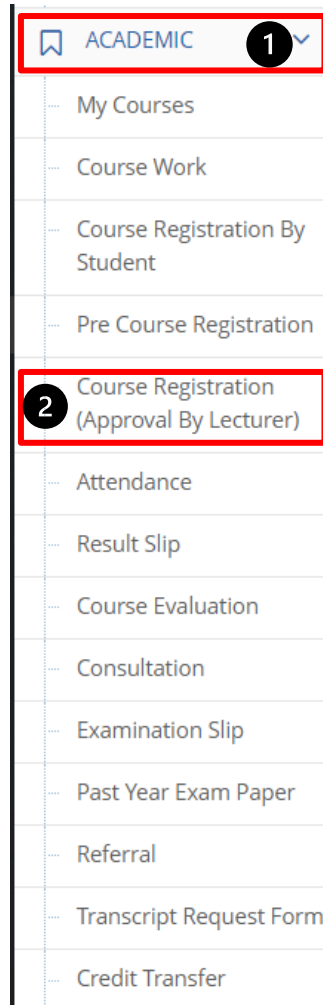 ACADEMIC 1
My Courses
Course Work
Course Registration By
Student
Pre Course Registration
Course Registration
2 (Approval By Lecturer)
Attendance
Result Slip
Course Evaluation
Consultation
Examination Slip
Past Year Exam Paper
Referral
Transcript Request Form
Credit Transfer